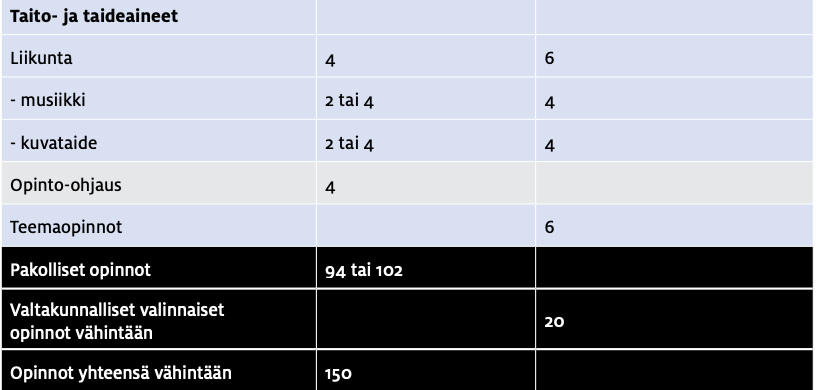 Taito- ja taideaineet
Liikunta 4 6
- musiikki 2 tai 4 4
- kuvataide 2 tai 4 4
Opinto-ohjaus 4
Teemaopinnot 6
Pakolliset opinnot 94 tai 102
Valtakunnalliset valinnaiset
opinnot vähintään 20
Opinnot yhteensä vähintään 150